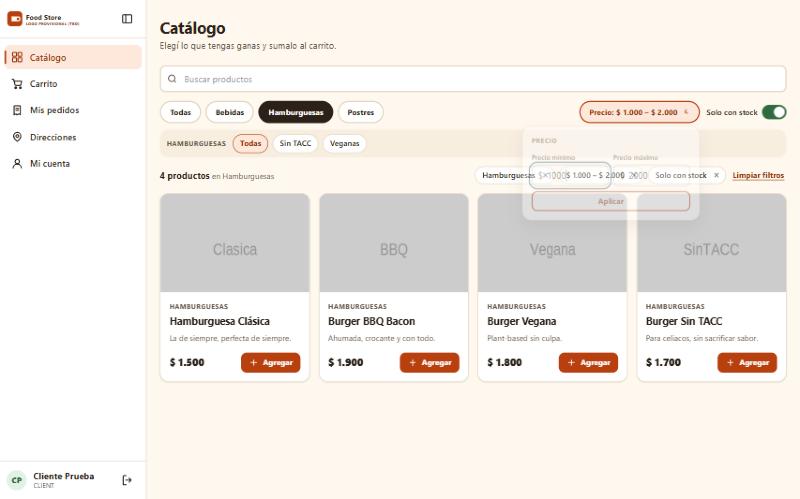 Food Store
LOGO PROVISIONAL (TBD)
Catálogo
Carrito
Mis pedidos
Direcciones
Mi cuenta
CP
Cliente Prueba
CLIENT
Catálogo
Elegí lo que tengas ganas y sumalo al carrito.
Buscar productos
Todas
Bebidas
Hamburguesas
Postres
Precio: $ 1.000 – $ 2.000
Solo con stock
HAMBURGUESAS
Todas
Sin TACC
Veganas
PRECIO
Precio mínimo
Precio máximo
$ 1000
$ 2000
Aplicar
4 productos en Hamburguesas
Hamburguesas ×
$ 1.000 – $ 2.000 ×
Solo con stock ×
Limpiar filtros
Clasica
HAMBURGUESAS
Hamburguesa Clásica
La de siempre, perfecta de siempre.
$ 1.500
+ Agregar
BBQ
HAMBURGUESAS
Burger BBQ Bacon
Ahumada, crocante y con todo.
$ 1.900
+ Agregar
Vegana
HAMBURGUESAS
Burger Vegana
Plant-based sin culpa.
$ 1.800
+ Agregar
SinTACC
HAMBURGUESAS
Burger Sin TACC
Para celiacos, sin sacrificar sabor.
$ 1.700
+ Agregar